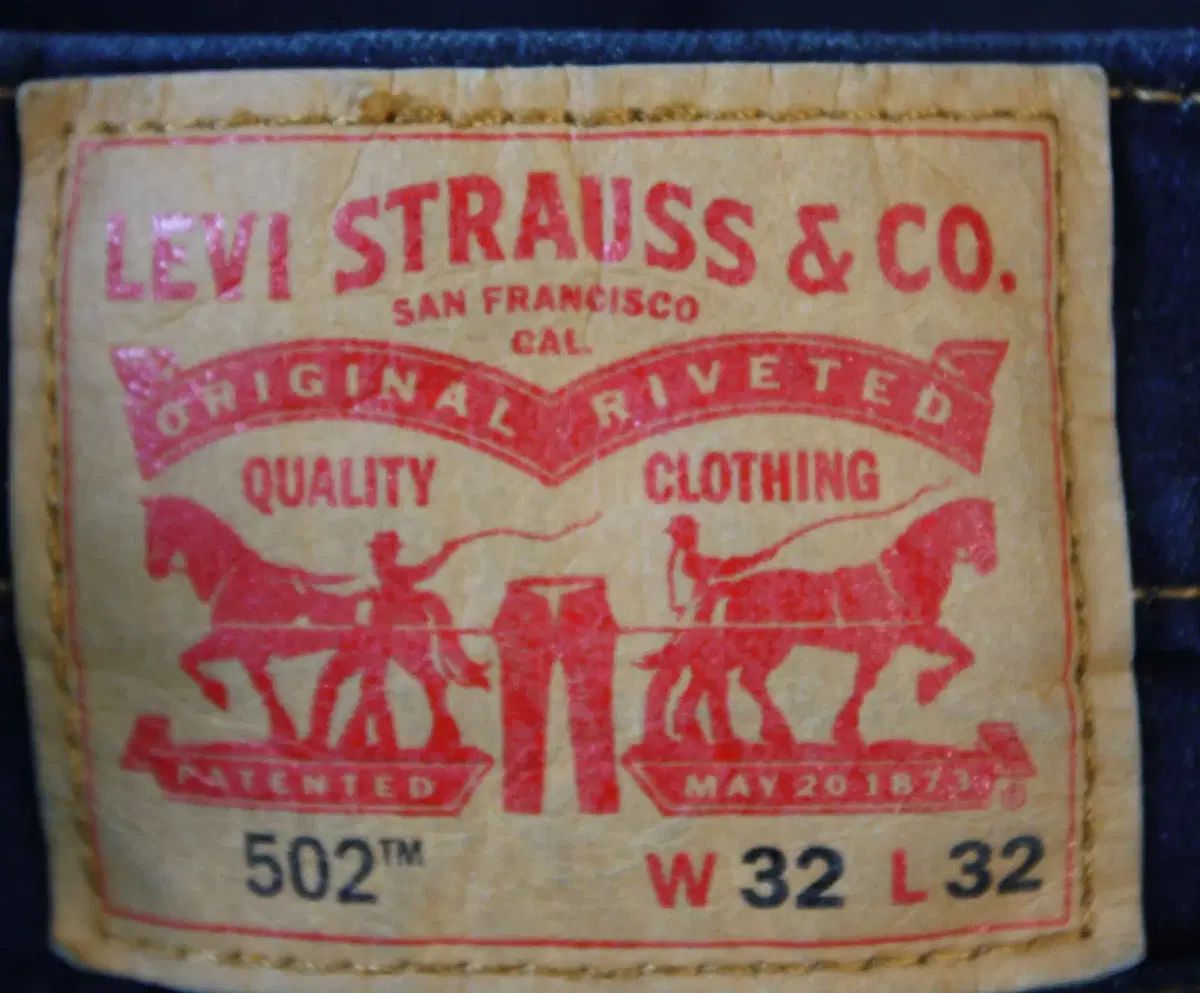 LEVI STRAUSS & CO.
SAN FRANCISCO
CAL.
ORIGINAL RIVETED
QUALITY CLOTHING
PATENTED MAY 20 1873 ®
502™ W 32 L 32